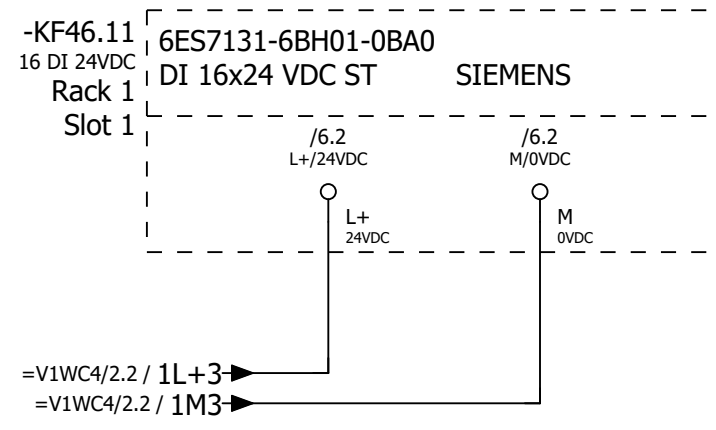 -KF46.11
16 DI 24VDC
Rack 1
Slot 1
6ES7131-6BH01-0BA0
DI 16x24 VDC ST SIEMENS
/6.2
L+/24VDC
/6.2
M/0VDC
L+
24VDC
M
0VDC
=V1WC4/2.2 / 1L+3
=V1WC4/2.2 / 1M3